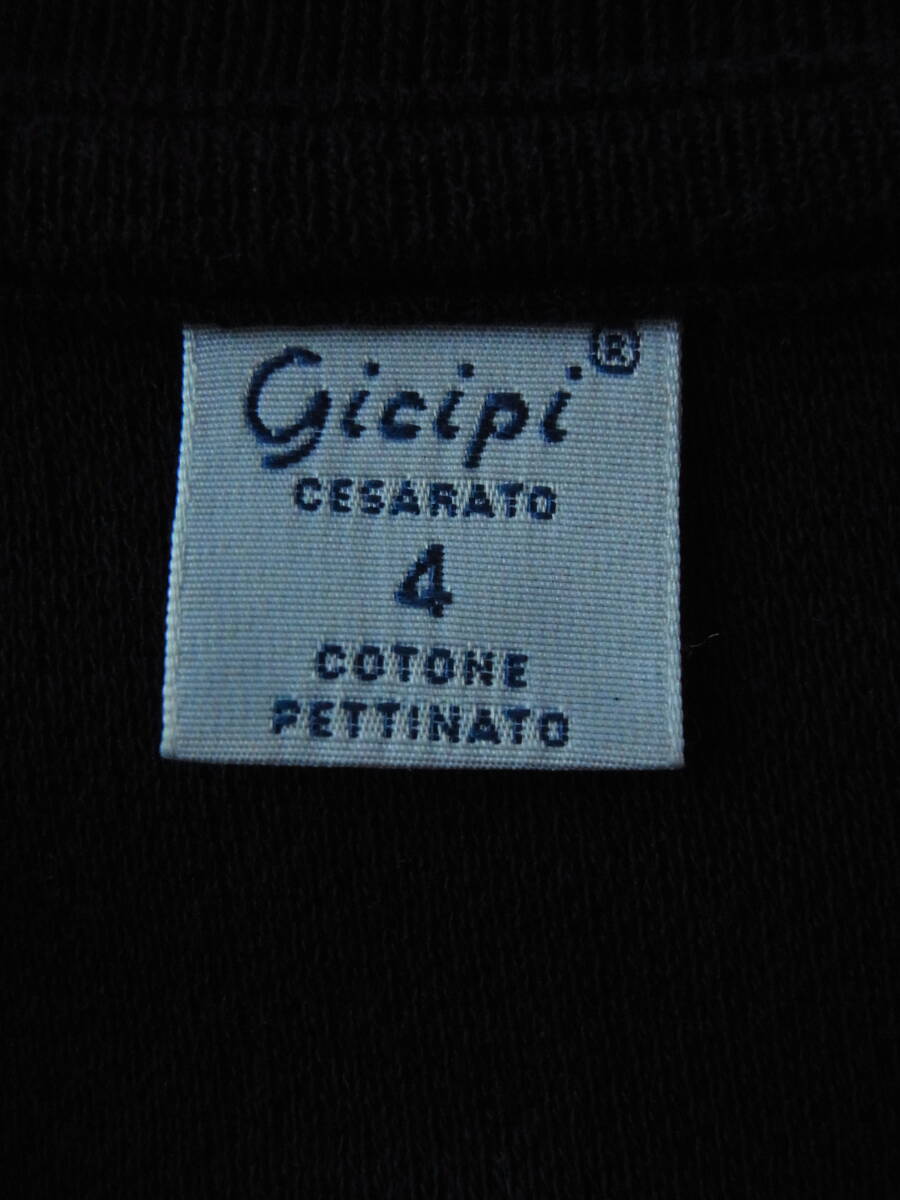 Gicipi®
CESARATO
4
COTONE
PETTINATO